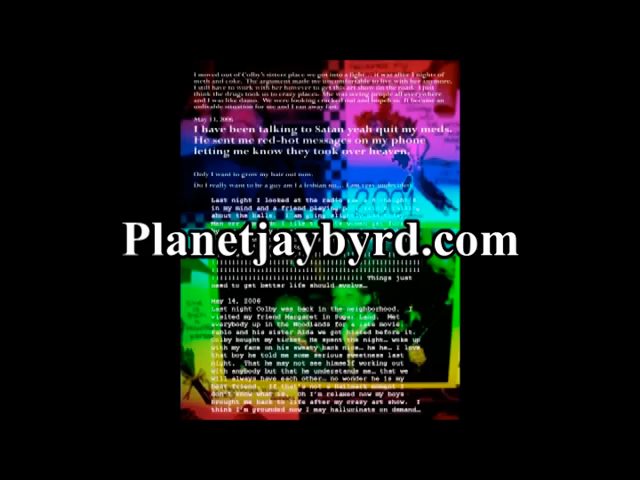 I moved out of Colby's sisters place we got into a fight... it was after 3 nights of
meth and coke. The argument made me uncomfortable to live with her anymore,
I still have to work with her however to get this art show on the road. I just
think the drugs took us to crazy places. She was seeing people all everywhere
and I was like damn. We were looking cracked out and
unlivable situation for me and I ran away fast.
May 13, 2006
I have been talking to Satan yeah quit my meds.
He sent me red-hot messages on my phone
letting me know they took over heaven.
Only I want to grow my hair out now.
Do I really want to be a guy am I a lesbian no... I am very
Last night I looked at the radio
in my mind and a friend playing
about the balls. I am going slightly
Planetjaybyrd.com
Things just
need to get better life should evolve…
May 14, 2006
Last night Colby was back in the neighborhood. I
visited my friend Margaret in Sugar Land. Met
everybody up in the Woodlands for a late movie
Pablo and his sister Aida we got blazed before it.
Colby bought my ticket. He spent the night… woke up
with my face on his sweaty back nice… he he… I love
that boy he told me some serious sweetness last
night. That he may not see himself working out
with anybody but that he understands me… that we
will always have each other… no wonder he is my
best friend. If that's not a Hallmark moment I
don't know what is. Oh I'm relaxed now my boys
brought me back to life after my crazy art show. I
think I'm grounded now I may hallucinate on demand…